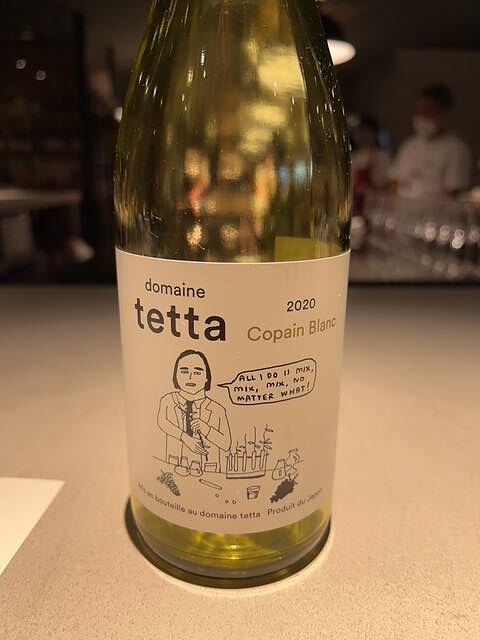 domaine
tetta
2020
Copain Blanc
ALL I DO IS MIX,
MIX, MIX, NO
MATTER WHAT!
Mis en bouteille au domaine tetta Produit du Japon